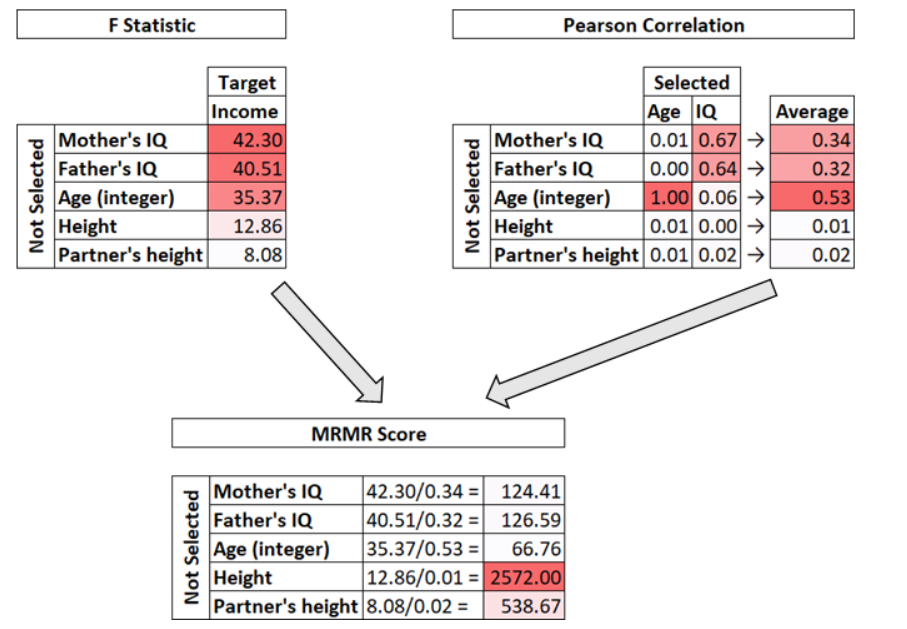 F Statistic
Pearson Correlation
Target
Income
Not Selected
Mother's IQ 42.30
Father's IQ 40.51
Age (integer) 35.37
Height 12.86
Partner's height 8.08
Selected
Age IQ Average
Not Selected
Mother's IQ 0.01 0.67 → 0.34
Father's IQ 0.00 0.64 → 0.32
Age (integer) 1.00 0.06 → 0.53
Height 0.01 0.00 → 0.01
Partner's height 0.01 0.02 → 0.02
MRMR Score
Not Selected
Mother's IQ 42.30/0.34 = 124.41
Father's IQ 40.51/0.32 = 126.59
Age (integer) 35.37/0.53 = 66.76
Height 12.86/0.01 = 2572.00
Partner's height 8.08/0.02 = 538.67